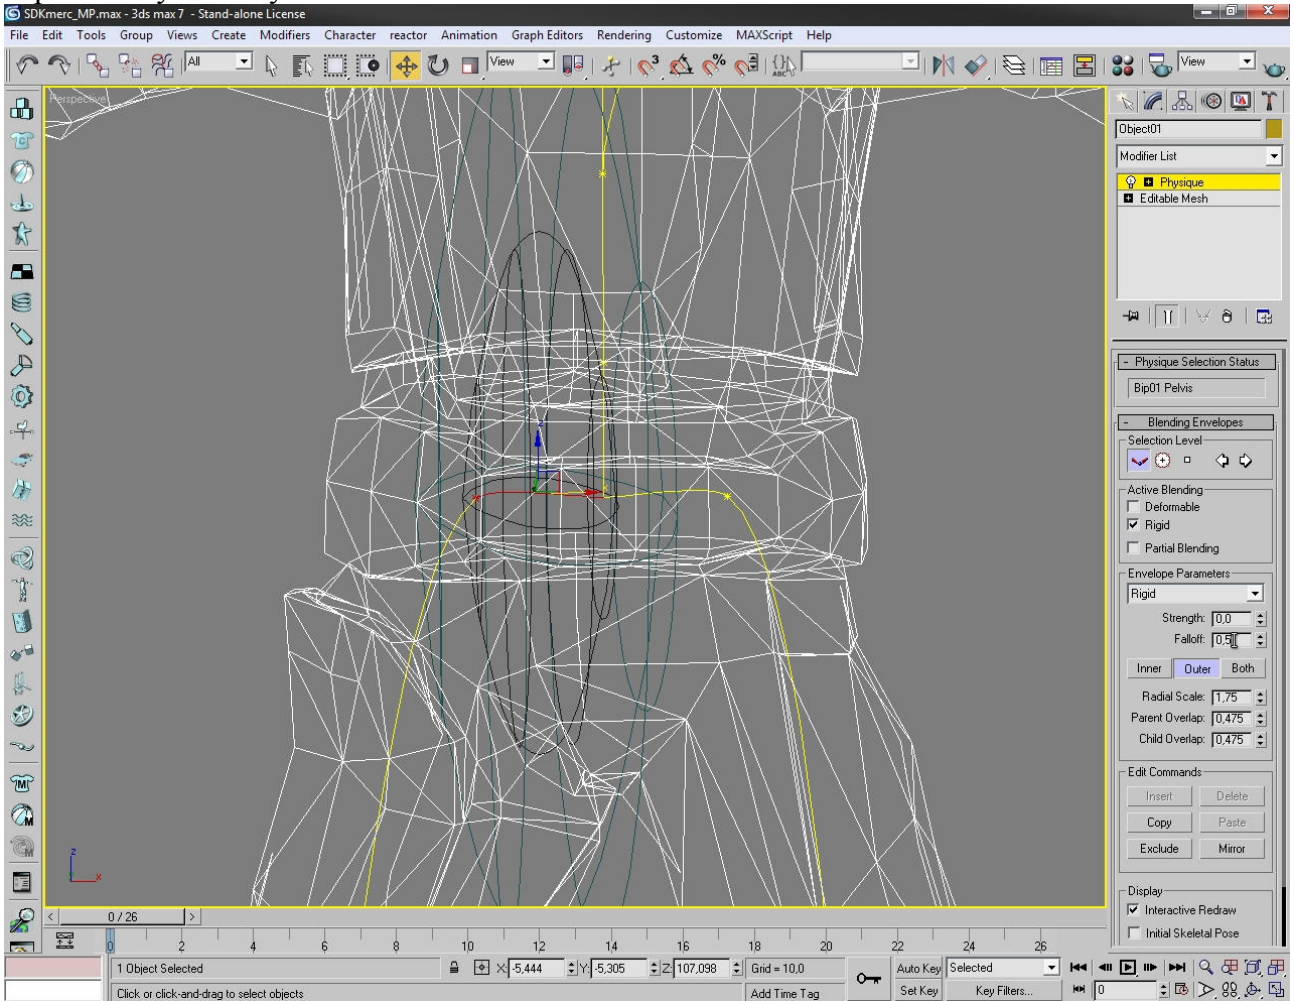 SDKmerc_MP.max - 3ds max 7 - Stand-alone License
File Edit Tools Group Views Create Modifiers Character reactor Animation Graph Editors Rendering Customize MAXScript Help
All View View
Perspective
Object01
Modifier List
Physique
Editable Mesh
- Physique Selection Status
Bip01 Pelvis
- Blending Envelopes
Selection Level
Active Blending
Deformable
Rigid
Partial Blending
Envelope Parameters
Rigid
Strength: 0,0
Falloff: 0,5
Inner Outer Both
Radial Scale: 1,75
Parent Overlap: 0,475
Child Overlap: 0,475
Edit Commands
Insert Delete
Copy Paste
Exclude Mirror
Display
Interactive Redraw
Initial Skeletal Pose
z
x
z
< 0 / 26 >
0 2 4 6 8 10 12 14 16 18 20 22 24 26
1 Object Selected X: -5,444 Y: -5,305 Z: 107,098 Grid = 10,0 Auto Key Selected
Click or click-and-drag to select objects Add Time Tag Set Key Key Filters... 0